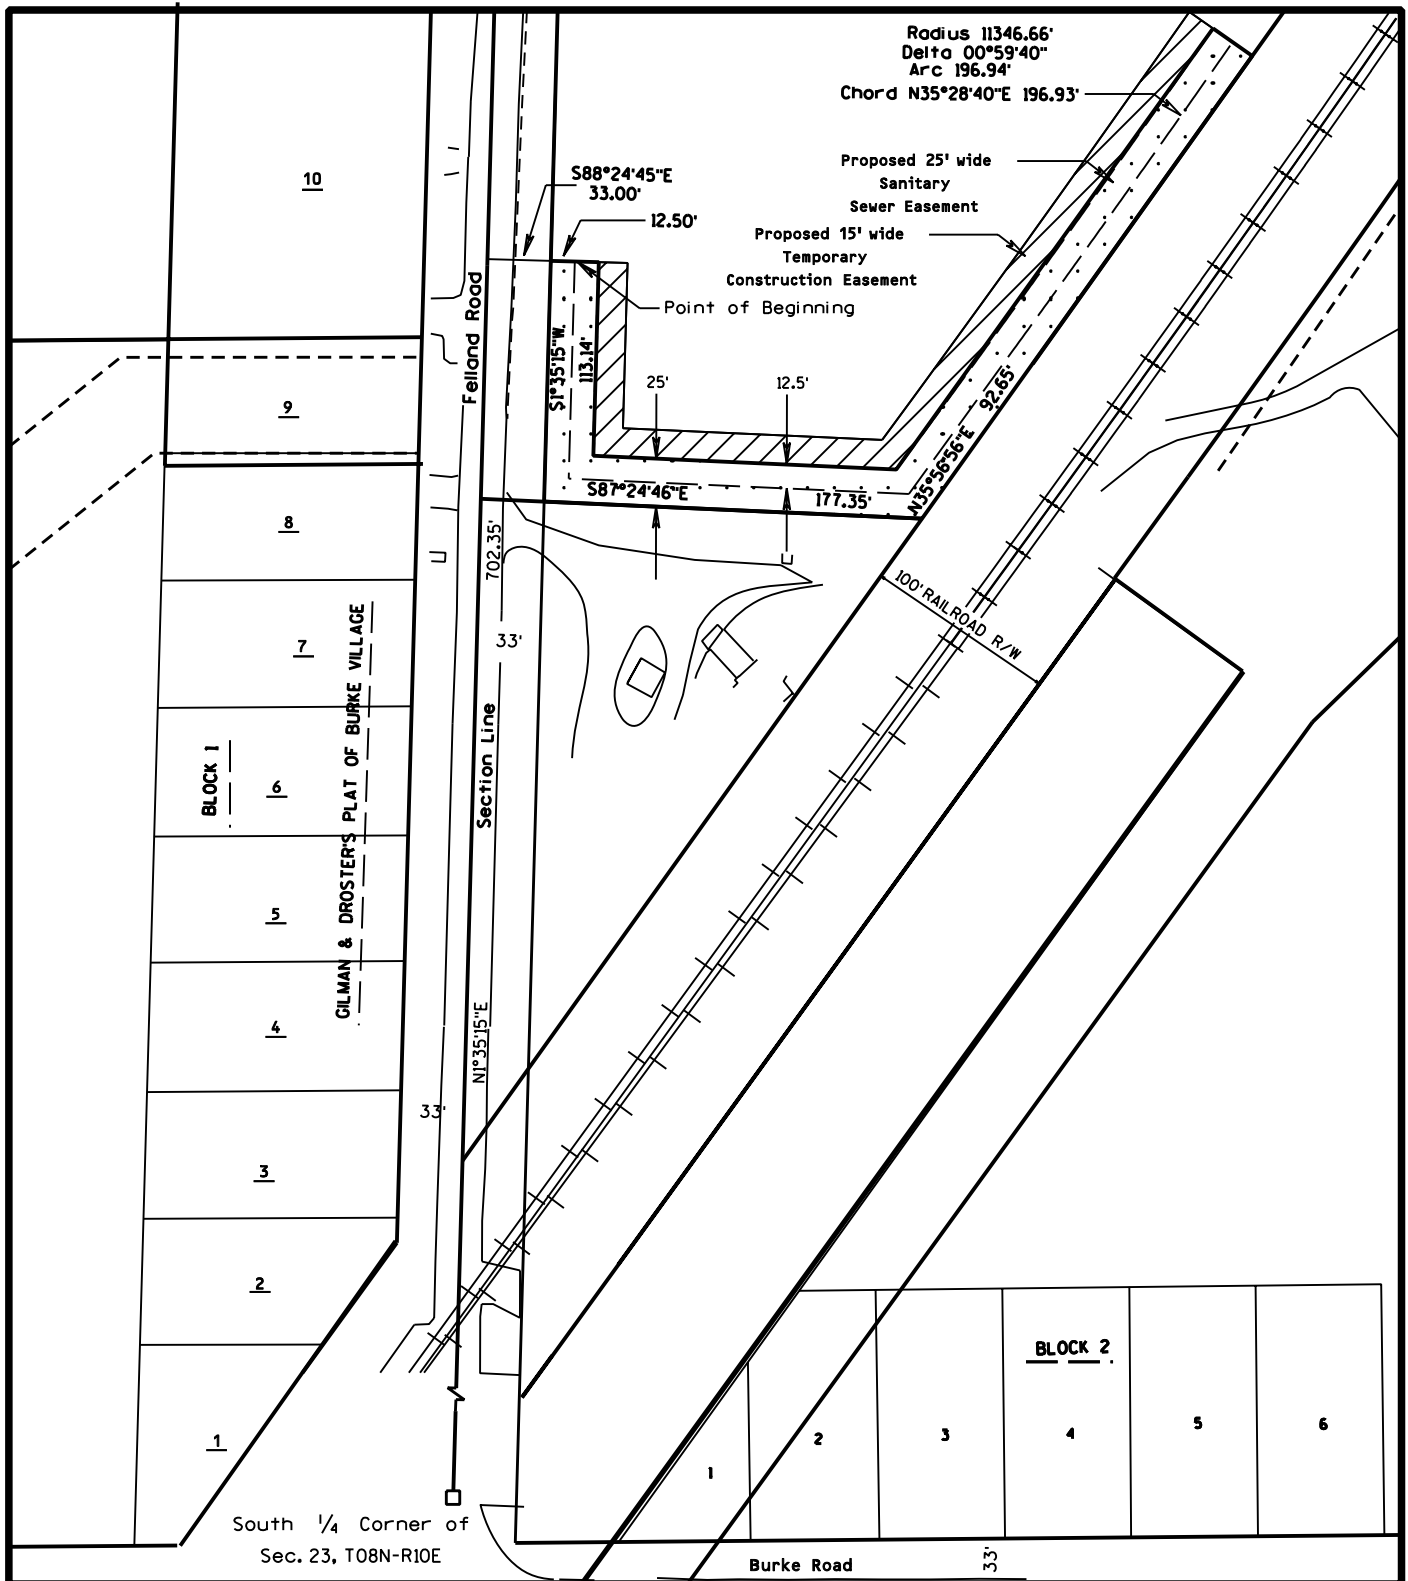 Radius 11346.66'
Delta 00°59'40"
Arc 196.94'
Chord N35°28'40"E 196.93'
Proposed 25' wide
Sanitary
Sewer Easement
S88°24'45"E
33.00'
12.50'
Proposed 15' wide
Temporary
Construction Easement
Point of Beginning
10
Felland Road
S1°35'15"W.
113.14'
25'
12.5'
N35°56'56"E 92.65'
9
S87°24'46"E
177.35'
8
702.35'
100' RAILROAD R/W
33'
7
GILMAN & DROSTER'S PLAT OF BURKE VILLAGE
BLOCK 1
Section Line
6
5
4
N1°35'15"E
33'
3
2
BLOCK 2
1
1
2
3
4
5
6
South 1/4 Corner of
Sec. 23, T08N-R10E
Burke Road
33'